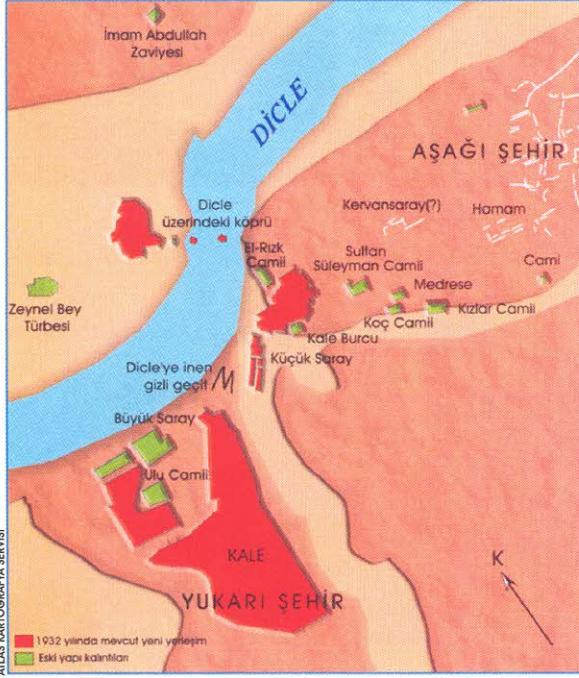 İmam Abdullah
Zaviyesi
DİCLE
AŞAĞI ŞEHİR
Dicle
üzerindeki köprü
Kervansaray(?)
Hamam
El-Rızk
Camii
Sultan
Süleyman Camii
Cami
Medrese
Zeynel Bey
Türbesi
Koç Camii
Kızlar Camii
Kale Burcu
Küçük Saray
Dicle'ye inen
gizli geçit
Büyük Saray
Ulu Camii
KALE
K
YUKARI ŞEHİR
1932 yılında mevcut yeni yerleşim
Eski yapı kalıntıları
ATLAS KARTOGRAFYA SERVİSİ